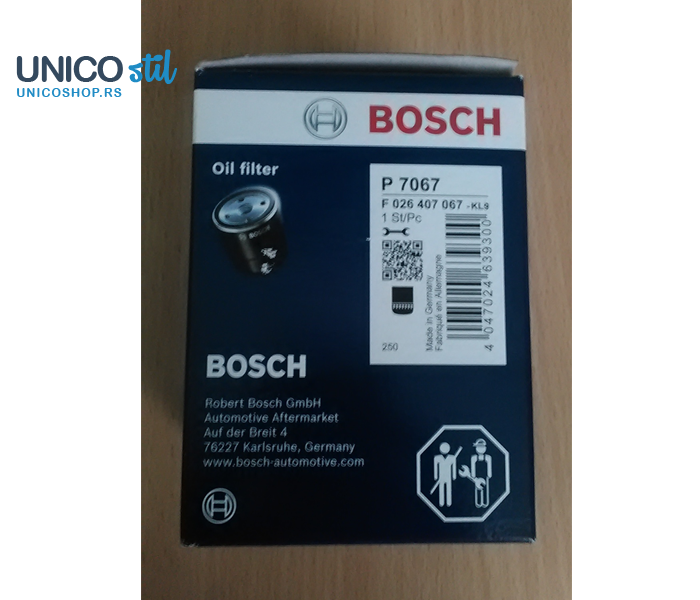 UNICO stil
UNICOSHOP.RS
BOSCH
Oil filter
BOSCH
P 7067
F 026 407 067 -KL9
1 St/Pc
250
Made in Germany
Fabriqué en Allemagne
4 047024 639300
BOSCH
Robert Bosch GmbH
Automotive Aftermarket
Auf der Breit 4
76227 Karlsruhe, Germany
www.bosch-automotive.com